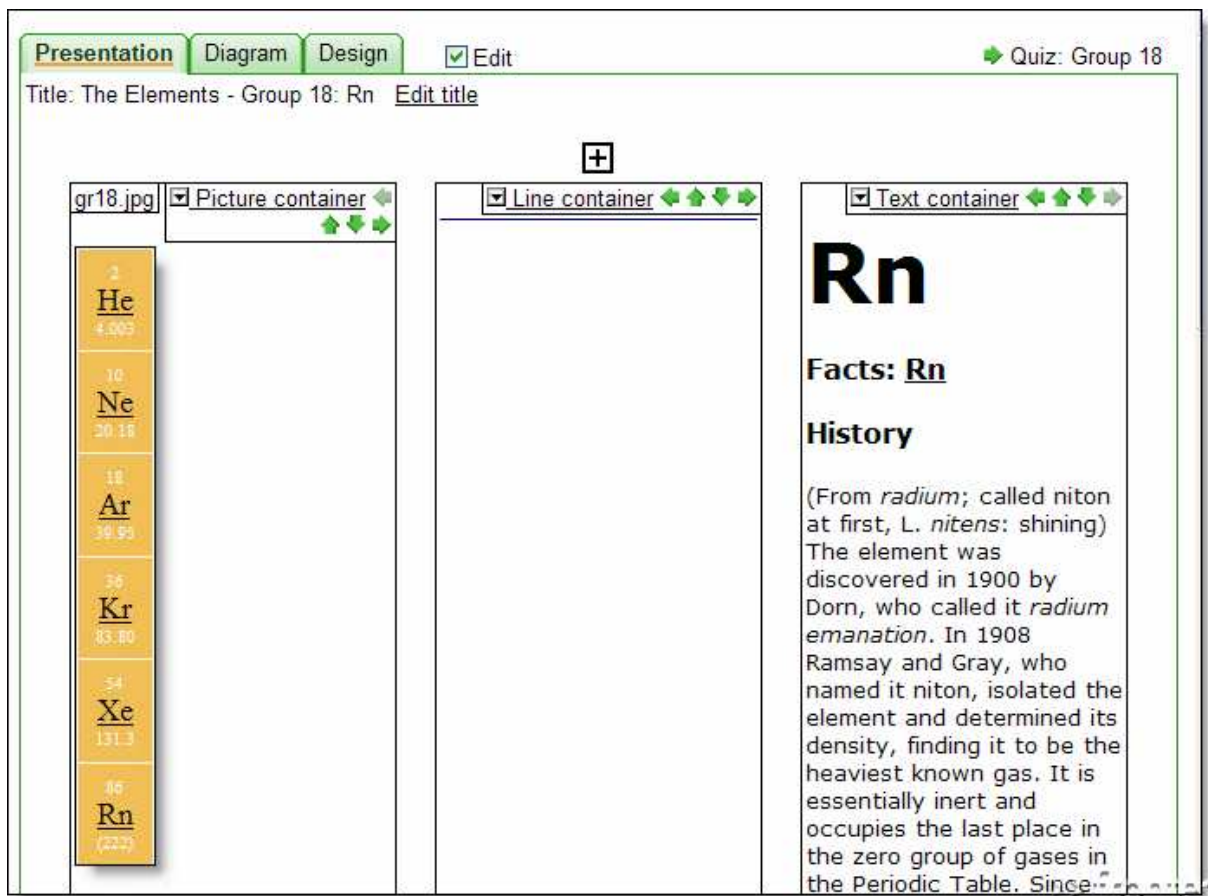 Presentation Diagram Design Edit Quiz: Group 18
Title: The Elements - Group 18: Rn Edit title
gr18.jpg Picture container
2
He
4.003
10
Ne
20.18
18
Ar
39.95
36
Kr
83.80
54
Xe
131.3
86
Rn
(222)
Line container
Text container
Rn
Facts: Rn
History
(From radium; called niton
at first, L. nitens: shining)
The element was
discovered in 1900 by
Dorn, who called it radium
emanation. In 1908
Ramsay and Gray, who
named it niton, isolated the
element and determined its
density, finding it to be the
heaviest known gas. It is
essentially inert and
occupies the last place in
the zero group of gases in
the Periodic Table. Since